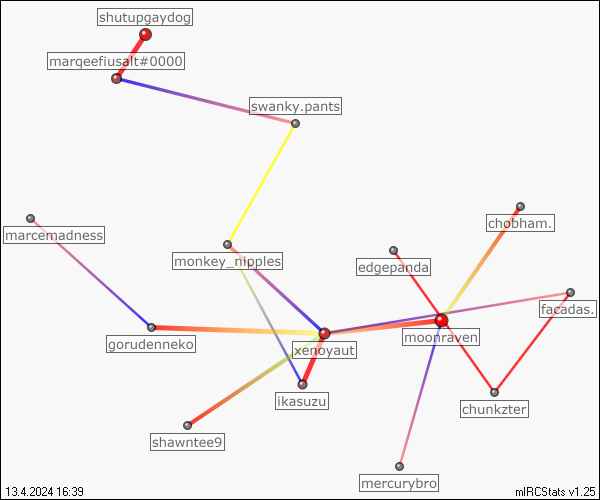 shutupgaydog
marqeefiusalt#0000
swanky.pants
chobham.
marcemadness
monkey_nipples
edgepanda
facadas.
gorudenneko
xenoyaut
moonraven
ikasuzu
chunkzter
shawntee9
mercurybro
13.4.2024 16:39
mIRCStats v1.25